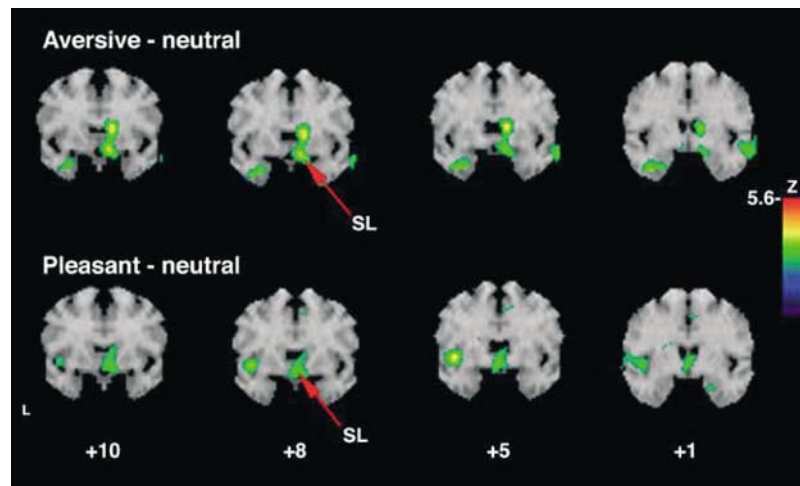 Aversive - neutral
SL
5.6-
Z
Pleasant - neutral
L
SL
+10
+8
+5
+1